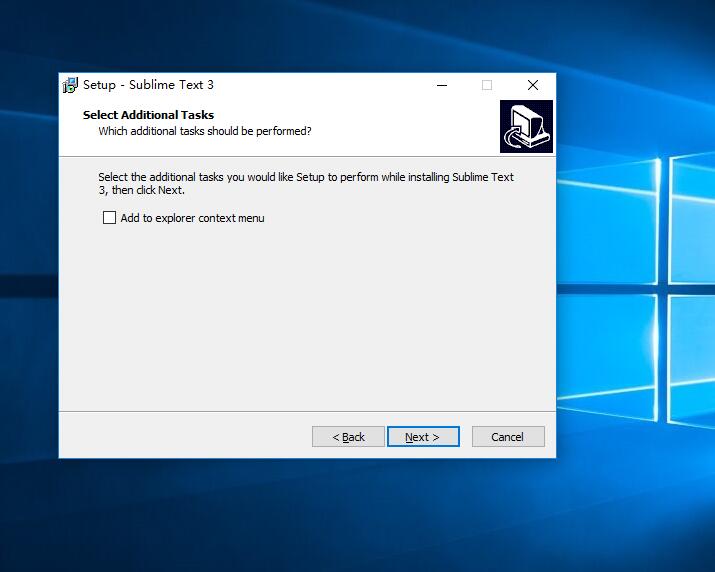 Setup - Sublime Text 3
Select Additional Tasks
Which additional tasks should be performed?
Select the additional tasks you would like Setup to perform while installing Sublime Text
3, then click Next.
Add to explorer context menu
< Back
Next >
Cancel